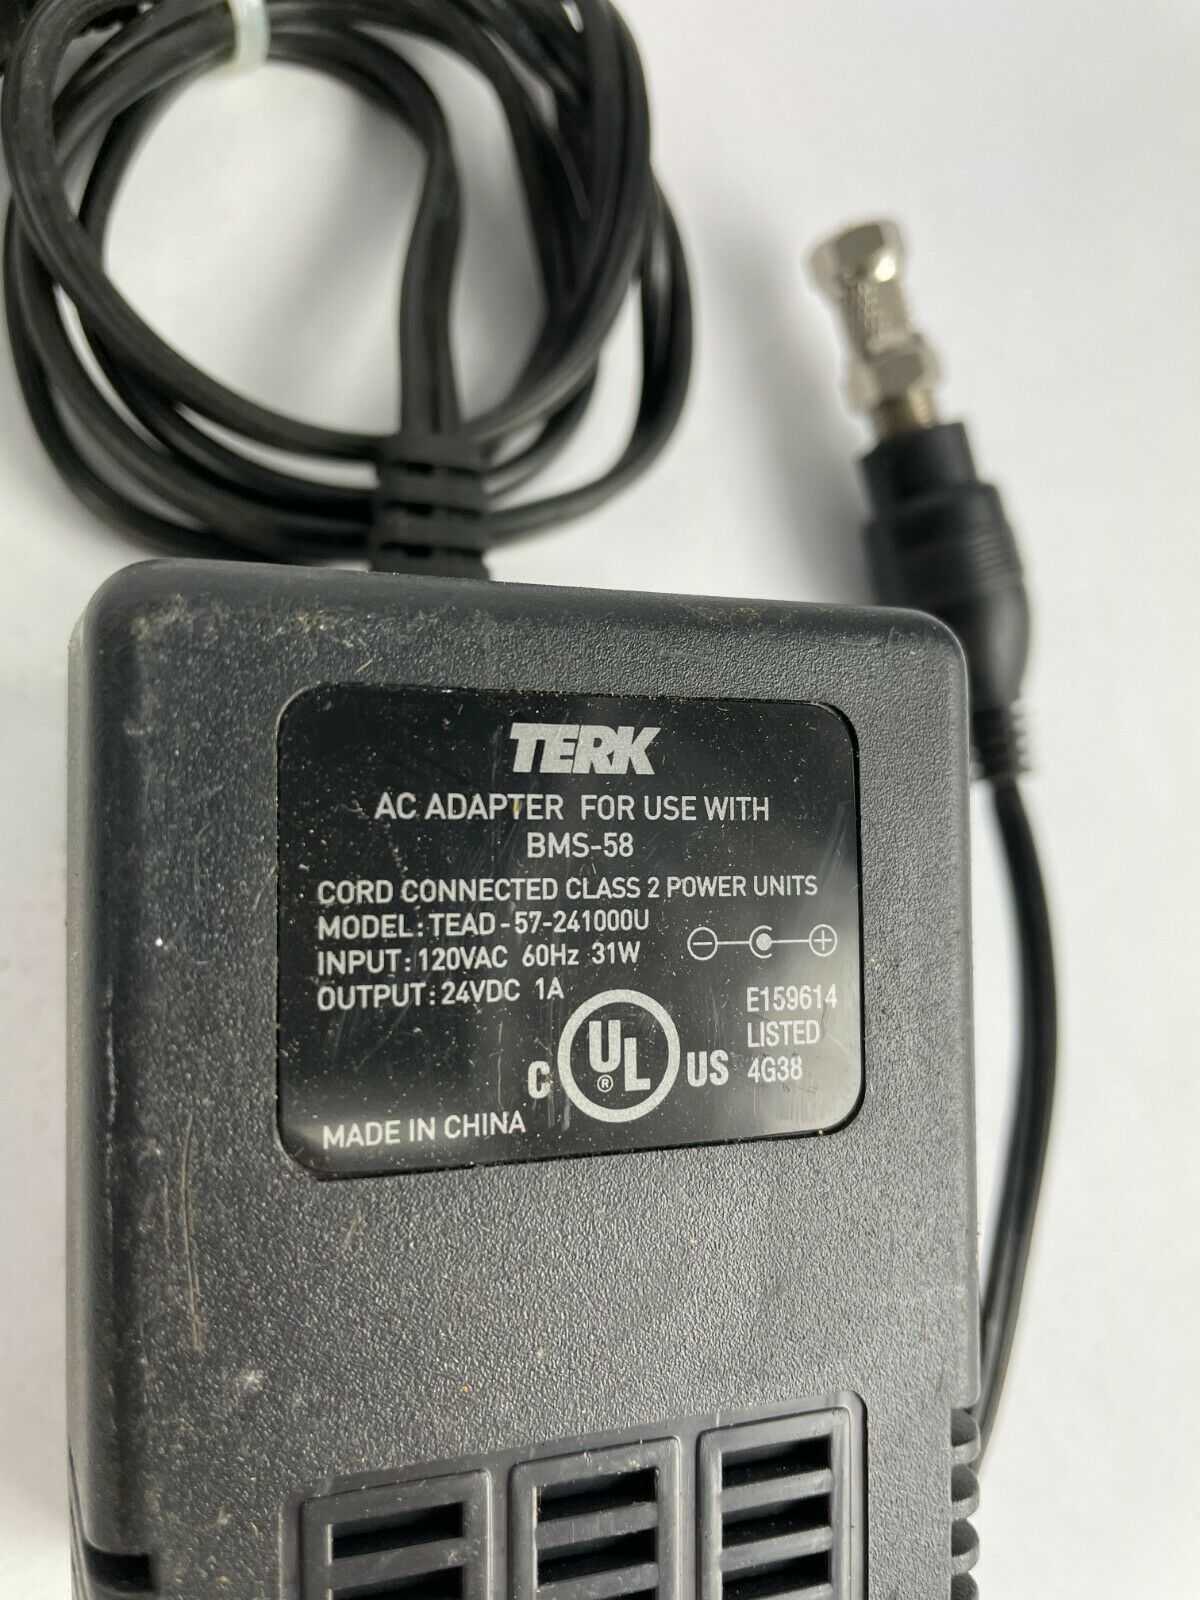 TERK
AC ADAPTER FOR USE WITH
BMS-58
CORD CONNECTED CLASS 2 POWER UNITS
MODEL: TEAD-57-241000U
INPUT: 120VAC 60Hz 31W
OUTPUT: 24VDC 1A
C UL ® US
E159614
LISTED
4G38
MADE IN CHINA